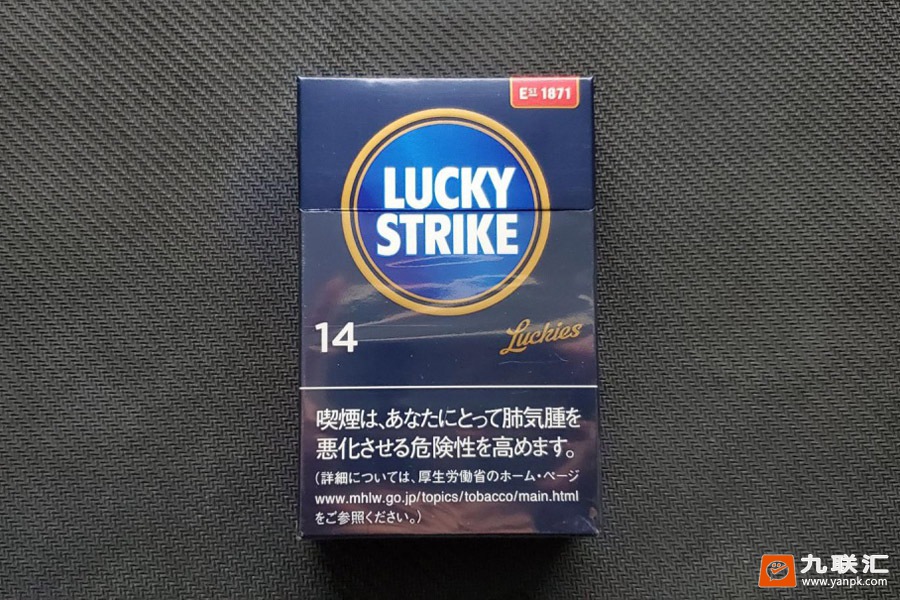 EST 1871
LUCKY
STRIKE
14
Luckies
喫煙は、あなたにとって肺気腫を
悪化させる危険性を高めます。
(詳細については、厚生労働省のホーム・ページ
www.mhlw.go.jp/topics/tobacco/main.html
をご参照ください。)
九联汇
www.yanpk.com